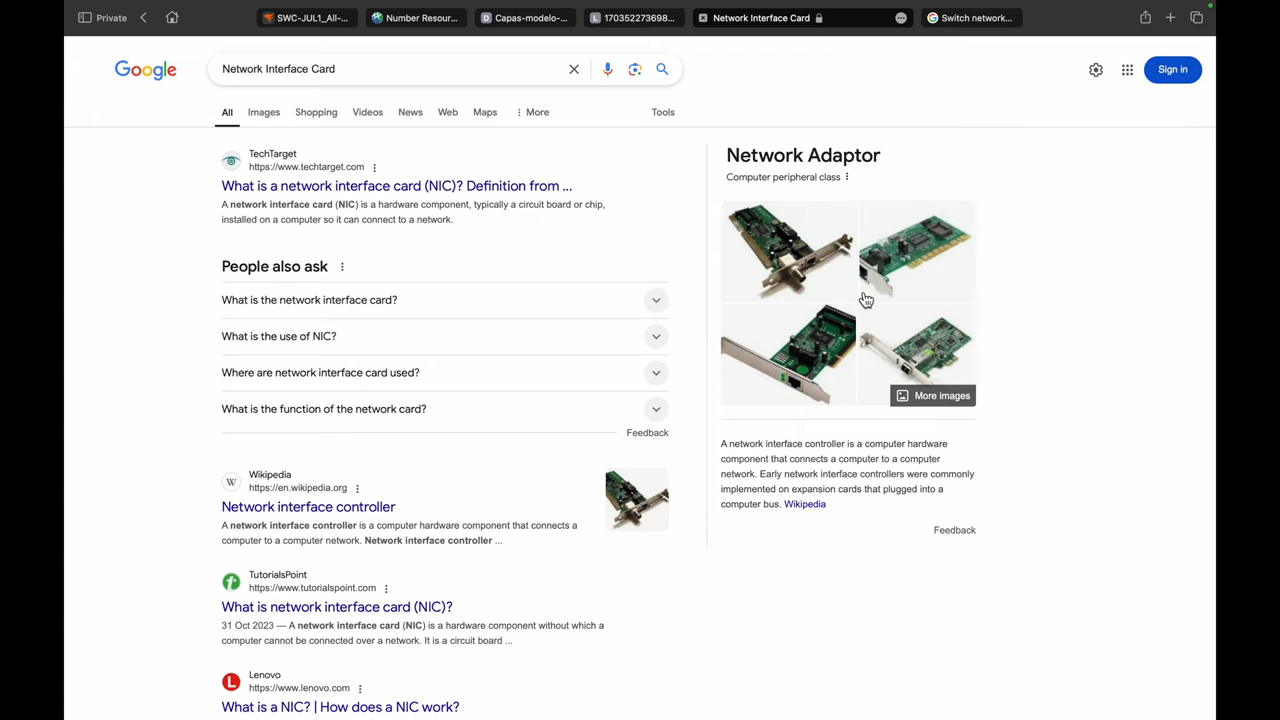 Private
SWC-JUL1_All-...
Number Resour...
Capas-modelo-...
170352273698...
Network Interface Card
Switch network...
Google
Network Interface Card
Sign in
All
Images
Shopping
Videos
News
Web
Maps
More
Tools
TechTarget
https://www.techtarget.com
What is a network interface card (NIC)? Definition from ...
A network interface card (NIC) is a hardware component, typically a circuit board or chip,
installed on a computer so it can connect to a network.
People also ask
What is the network interface card?
What is the use of NIC?
Where are network interface card used?
What is the function of the network card?
Feedback
Wikipedia
https://en.wikipedia.org
Network interface controller
A network interface controller is a computer hardware component that connects a
computer to a computer network. Network interface controller ...
TutorialsPoint
https://www.tutorialspoint.com
What is network interface card (NIC)?
31 Oct 2023 — A network interface card (NIC) is a hardware component without which a
computer cannot be connected over a network. It is a circuit board ...
Lenovo
https://www.lenovo.com
What is a NIC? | How does a NIC work?
Network Adaptor
Computer peripheral class
More images
A network interface controller is a computer hardware
component that connects a computer to a computer
network. Early network interface controllers were commonly
implemented on expansion cards that plugged into a
computer bus. Wikipedia
Feedback